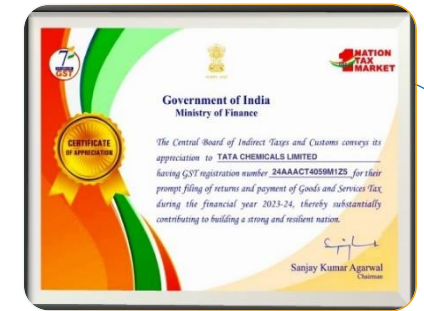 7
GST
NATION
TAX
MARKET
Government of India
Ministry of Finance
CERTIFICATE
OF APPRECIATION
The Central Board of Indirect Taxes and Customs conveys its
appreciation to TATA CHEMICALS LIMITED
having GST registration number 24AAACT4059M1Z5 for their
prompt filing of returns and payment of Goods and Services Tax
during the financial year 2023-24, thereby substantially
contributing to building a strong and resilient nation.
Sanjay Kumar Agarwal
Chairman